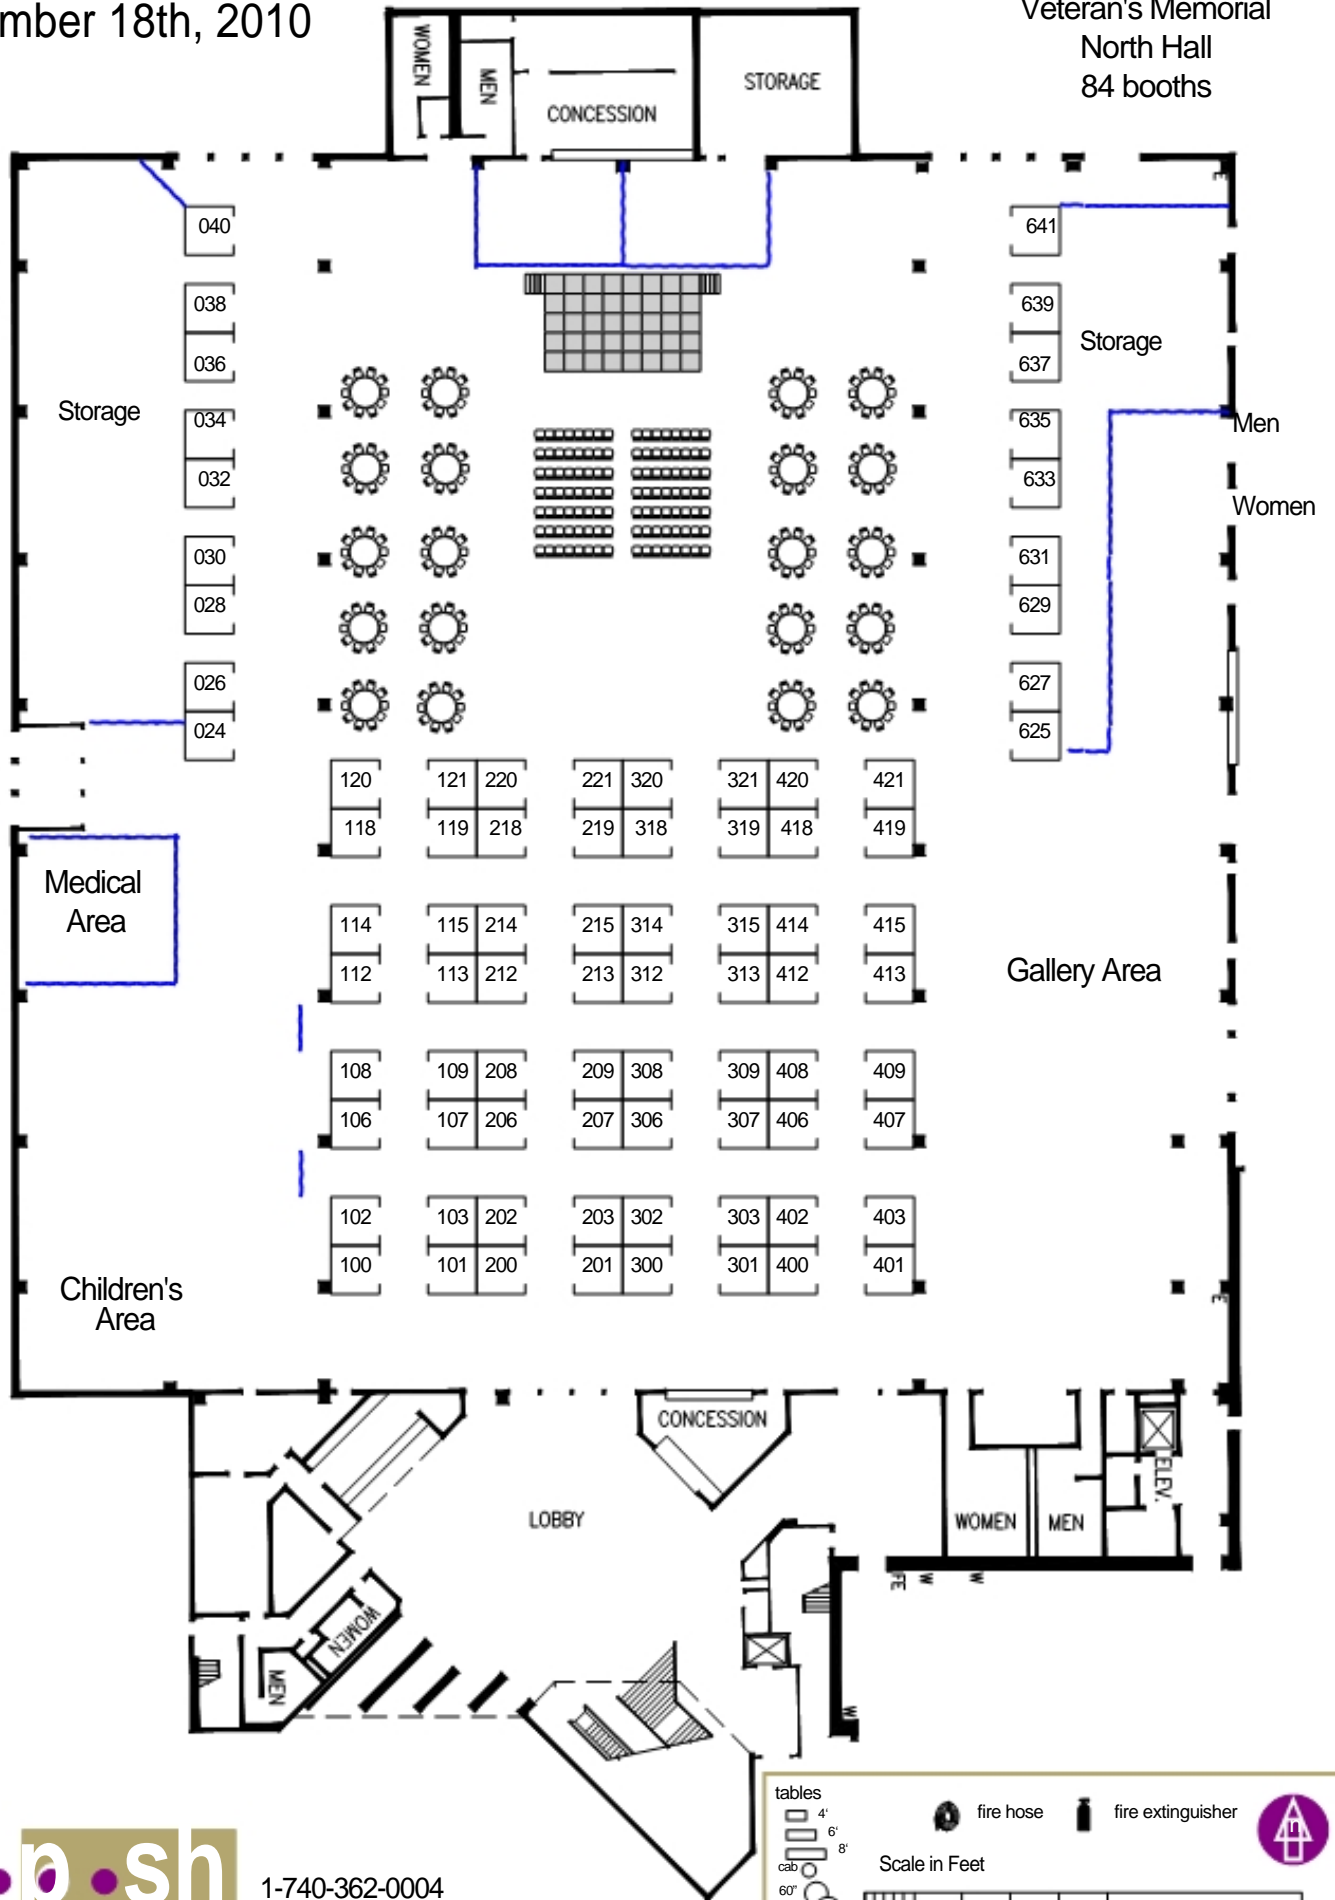 mber 18th, 2010
Veteran's Memorial
North Hall
84 booths
WOMEN
MEN
CONCESSION
STORAGE
040
641
038
639
036
637
Storage
Storage
034
635
Men
032
633
Women
030
631
028
629
026
627
024
625
120 121 220 221 320 321 420 421
118 119 218 219 318 319 418 419
Medical
Area
114 115 214 215 314 315 414 415
112 113 212 213 312 313 412 413
Gallery Area
108 109 208 209 308 309 408 409
106 107 206 207 306 307 406 407
102 103 202 203 302 303 402 403
100 101 200 201 300 301 400 401
Children's
Area
CONCESSION
LOBBY
WOMEN
MEN
ELEV.
FE
W
W
WOMEN
MEN
W
tables
4'
6'
8'
cab
60"
fire hose
fire extinguisher
n
Scale in Feet
p sh
1-740-362-0004